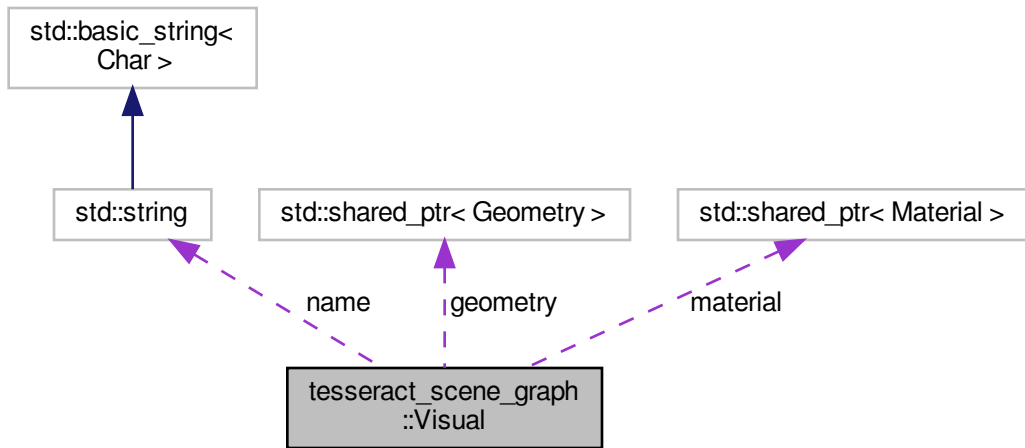 std::basic_string<
Char >
std::string
std::shared_ptr< Geometry >
std::shared_ptr< Material >
name
geometry
material
tesseract_scene_graph
::Visual